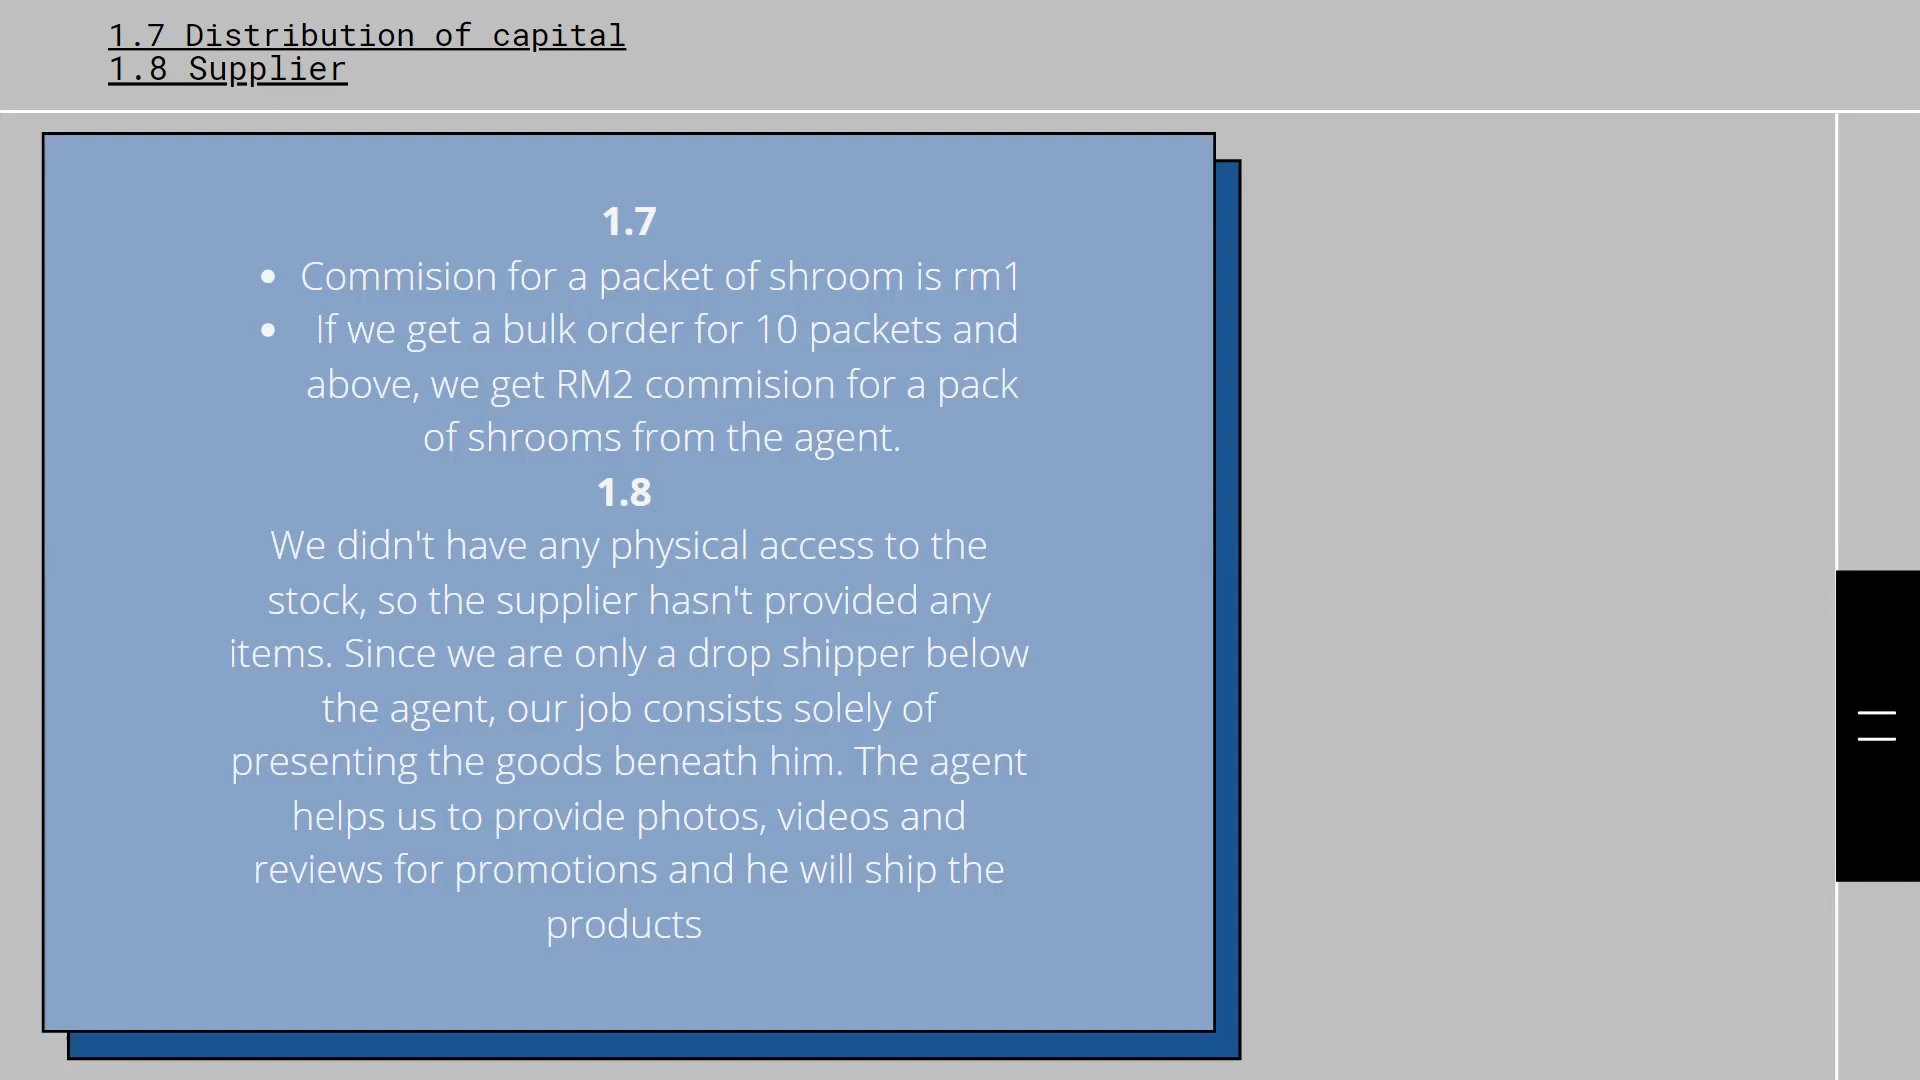 1.7 Distribution of capital
1.8 Supplier
1.7
• Commision for a packet of shroom is rm1
• If we get a bulk order for 10 packets and
above, we get RM2 commision for a pack
of shrooms from the agent.
1.8
We didn't have any physical access to the
stock, so the supplier hasn't provided any
items. Since we are only a drop shipper below
the agent, our job consists solely of
presenting the goods beneath him. The agent
helps us to provide photos, videos and
reviews for promotions and he will ship the
products